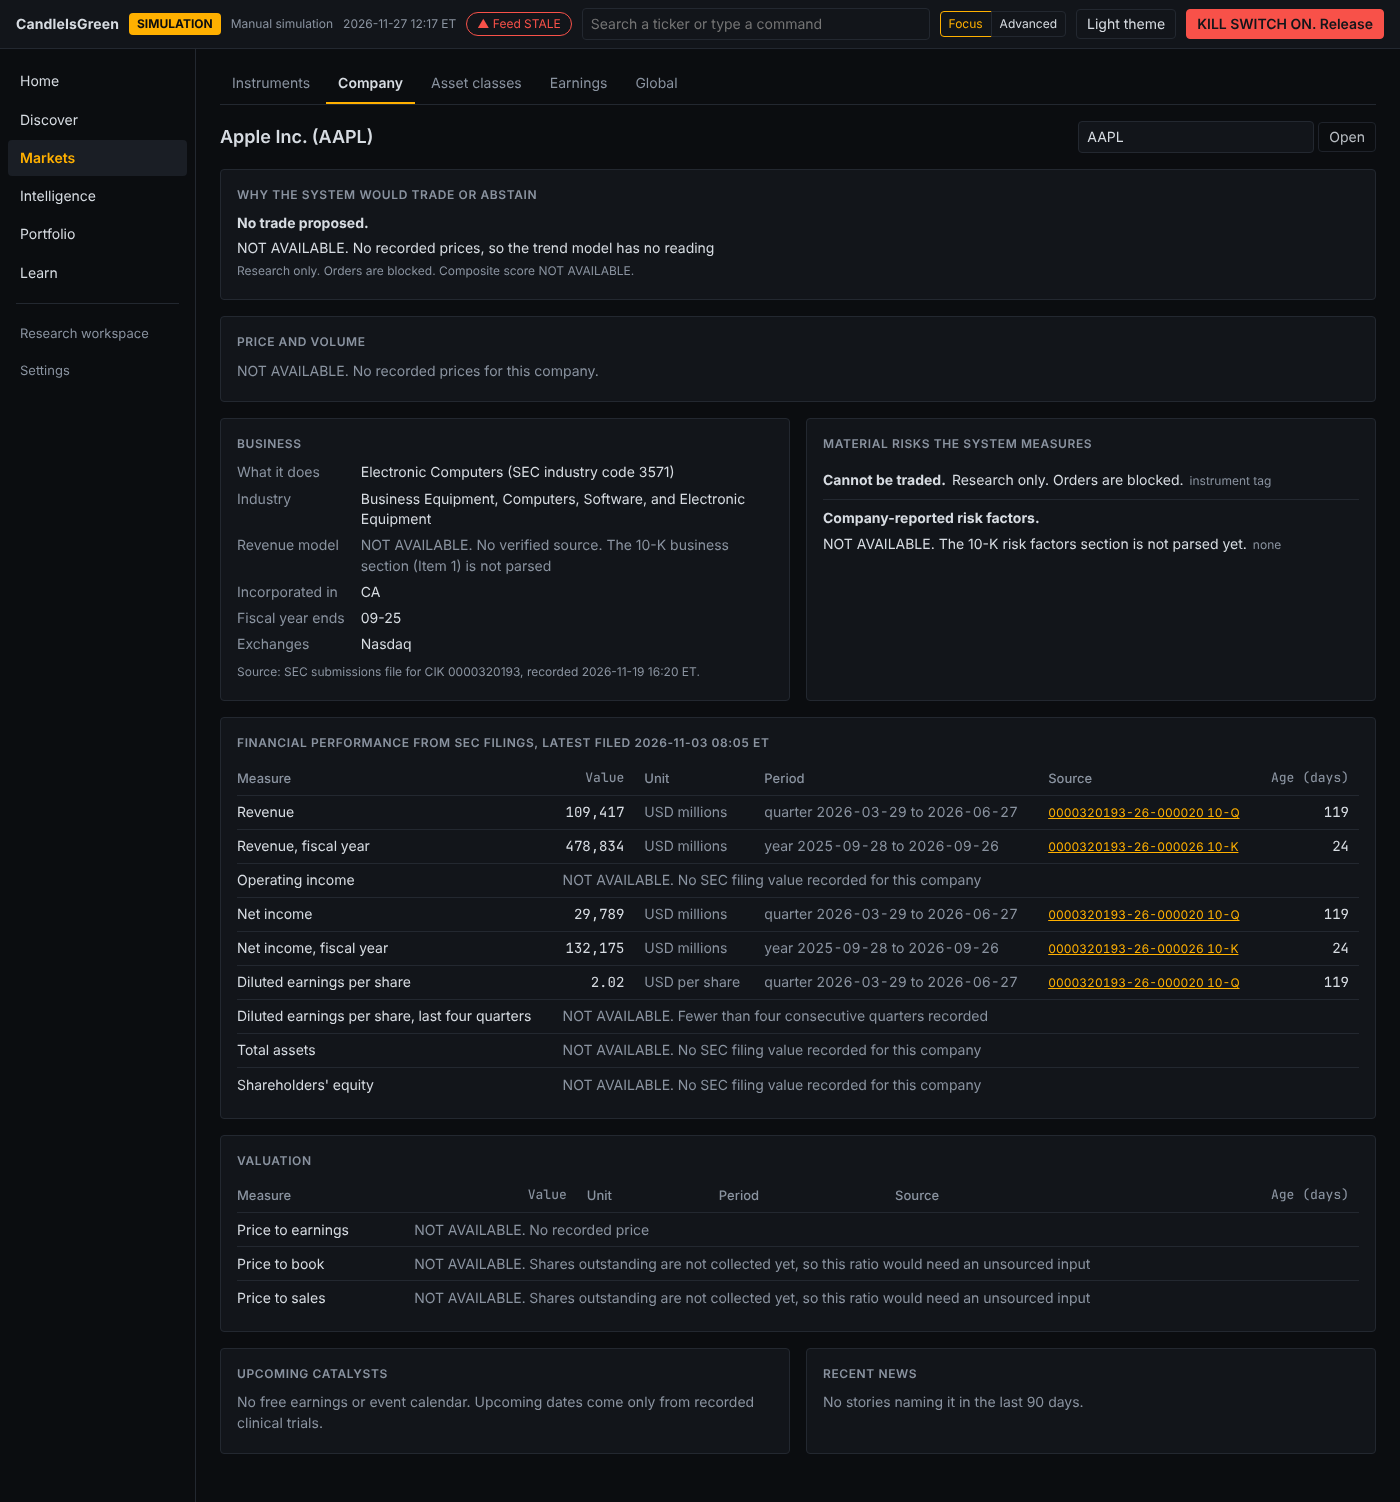 CandleIsGreen SIMULATION Manual simulation 2026-11-27 12:17 ET ▲ Feed STALE Search a ticker or type a command Focus Advanced Light theme KILL SWITCH ON. Release
Home
Discover
Markets
Intelligence
Portfolio
Learn
Research workspace
Settings
Instruments Company Asset classes Earnings Global
Apple Inc. (AAPL) AAPL Open
WHY THE SYSTEM WOULD TRADE OR ABSTAIN
No trade proposed.
NOT AVAILABLE. No recorded prices, so the trend model has no reading
Research only. Orders are blocked. Composite score NOT AVAILABLE.
PRICE AND VOLUME
NOT AVAILABLE. No recorded prices for this company.
BUSINESS
What it does Electronic Computers (SEC industry code 3571)
Industry Business Equipment, Computers, Software, and Electronic
Equipment
Revenue model NOT AVAILABLE. No verified source. The 10-K business
section (Item 1) is not parsed
Incorporated in CA
Fiscal year ends 09-25
Exchanges Nasdaq
Source: SEC submissions file for CIK 0000320193, recorded 2026-11-19 16:20 ET.
MATERIAL RISKS THE SYSTEM MEASURES
Cannot be traded. Research only. Orders are blocked. instrument tag
Company-reported risk factors.
NOT AVAILABLE. The 10-K risk factors section is not parsed yet. none
FINANCIAL PERFORMANCE FROM SEC FILINGS, LATEST FILED 2026-11-03 08:05 ET
Measure Value Unit Period Source Age (days)
Revenue 109,417 USD millions quarter 2026-03-29 to 2026-06-27 0000320193-26-000020 10-Q 119
Revenue, fiscal year 478,834 USD millions year 2025-09-28 to 2026-09-26 0000320193-26-000026 10-K 24
Operating income NOT AVAILABLE. No SEC filing value recorded for this company
Net income 29,789 USD millions quarter 2026-03-29 to 2026-06-27 0000320193-26-000020 10-Q 119
Net income, fiscal year 132,175 USD millions year 2025-09-28 to 2026-09-26 0000320193-26-000026 10-K 24
Diluted earnings per share 2.02 USD per share quarter 2026-03-29 to 2026-06-27 0000320193-26-000020 10-Q 119
Diluted earnings per share, last four quarters NOT AVAILABLE. Fewer than four consecutive quarters recorded
Total assets NOT AVAILABLE. No SEC filing value recorded for this company
Shareholders' equity NOT AVAILABLE. No SEC filing value recorded for this company
VALUATION
Measure Value Unit Period Source Age (days)
Price to earnings NOT AVAILABLE. No recorded price
Price to book NOT AVAILABLE. Shares outstanding are not collected yet, so this ratio would need an unsourced input
Price to sales NOT AVAILABLE. Shares outstanding are not collected yet, so this ratio would need an unsourced input
UPCOMING CATALYSTS
No free earnings or event calendar. Upcoming dates come only from recorded
clinical trials.
RECENT NEWS
No stories naming it in the last 90 days.